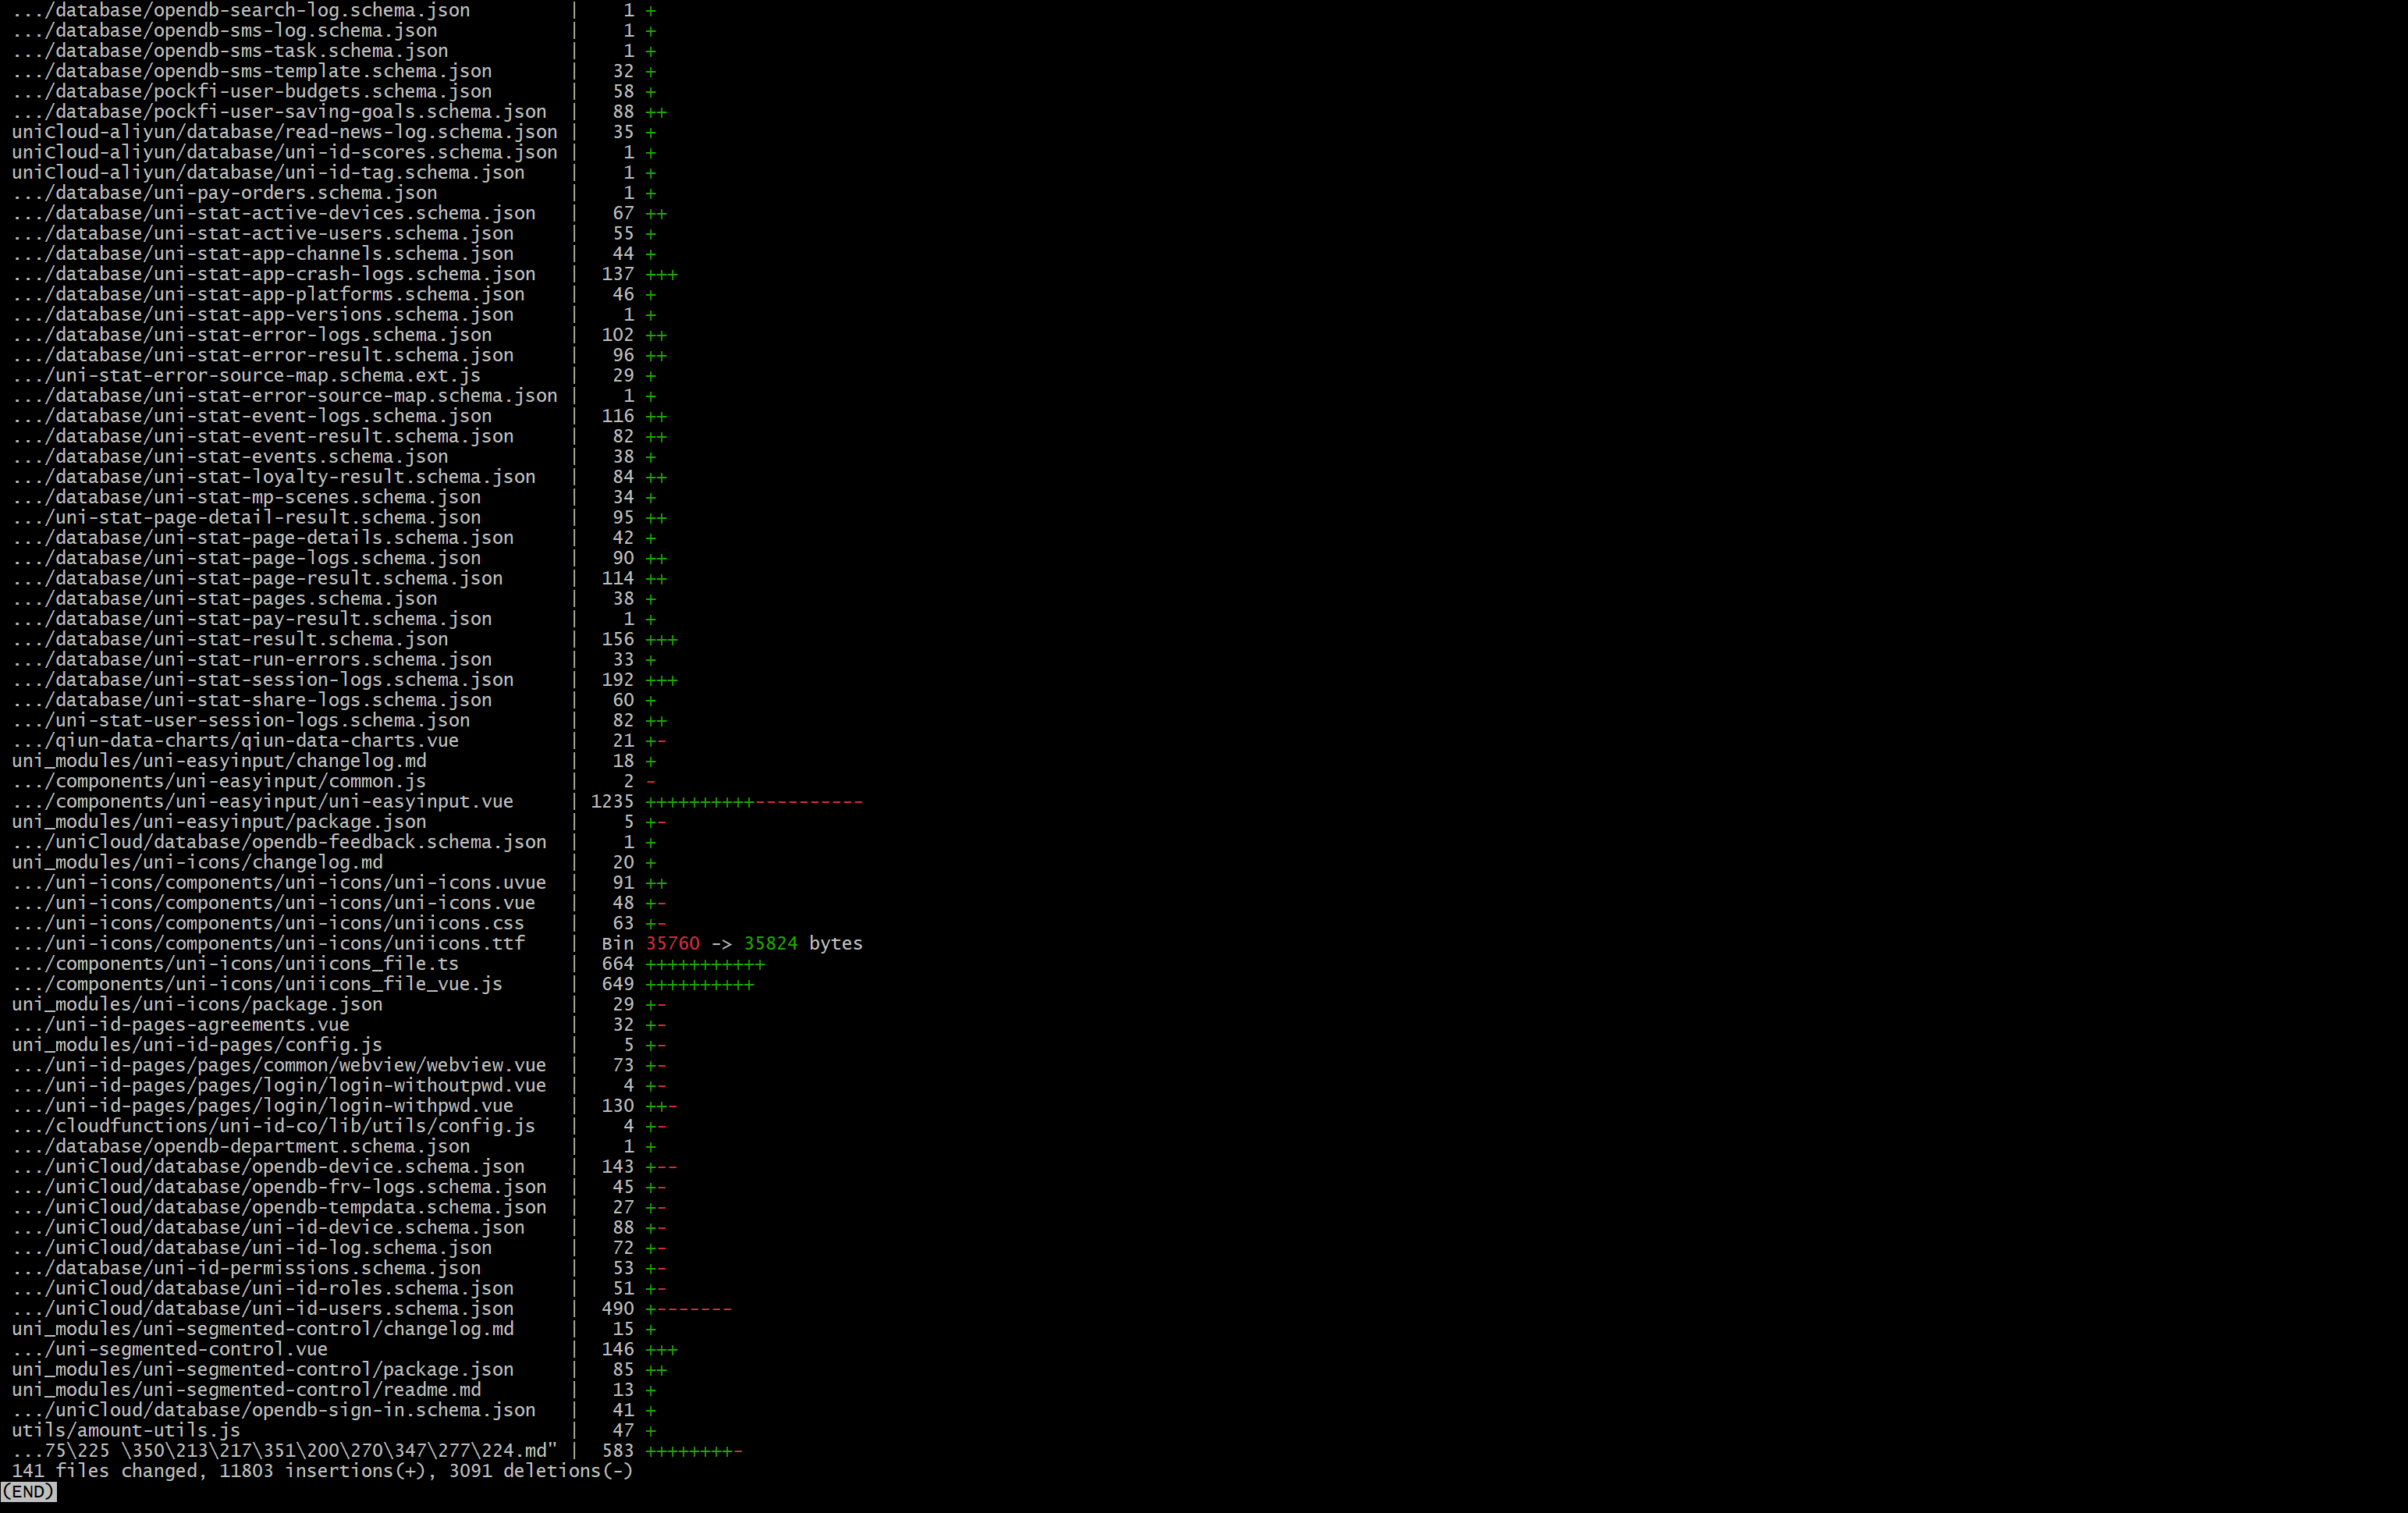 .../database/opendb-search-log.schema.json | 1 +
.../database/opendb-sms-log.schema.json | 1 +
.../database/opendb-sms-task.schema.json | 1 +
.../database/opendb-sms-template.schema.json | 32 +
.../database/pockfi-user-budgets.schema.json | 58 +
.../database/pockfi-user-saving-goals.schema.json | 88 ++
uniCloud-aliyun/database/read-news-log.schema.json | 35 +
uniCloud-aliyun/database/uni-id-scores.schema.json | 1 +
uniCloud-aliyun/database/uni-id-tag.schema.json | 1 +
.../database/uni-pay-orders.schema.json | 1 +
.../database/uni-stat-active-devices.schema.json | 67 ++
.../database/uni-stat-active-users.schema.json | 55 +
.../database/uni-stat-app-channels.schema.json | 44 +
.../database/uni-stat-app-crash-logs.schema.json | 137 +++
.../database/uni-stat-app-platforms.schema.json | 46 +
.../database/uni-stat-app-versions.schema.json | 1 +
.../database/uni-stat-error-logs.schema.json | 102 ++
.../database/uni-stat-error-result.schema.json | 96 ++
.../uni-stat-error-source-map.schema.ext.js | 29 +
.../database/uni-stat-error-source-map.schema.json | 1 +
.../database/uni-stat-event-logs.schema.json | 116 ++
.../database/uni-stat-event-result.schema.json | 82 ++
.../database/uni-stat-events.schema.json | 38 +
.../database/uni-stat-loyalty-result.schema.json | 84 ++
.../database/uni-stat-mp-scenes.schema.json | 34 +
.../uni-stat-page-detail-result.schema.json | 95 ++
.../database/uni-stat-page-details.schema.json | 42 +
.../database/uni-stat-page-logs.schema.json | 90 ++
.../database/uni-stat-page-result.schema.json | 114 ++
.../database/uni-stat-pages.schema.json | 38 +
.../database/uni-stat-pay-result.schema.json | 1 +
.../database/uni-stat-result.schema.json | 156 +++
.../database/uni-stat-run-errors.schema.json | 33 +
.../database/uni-stat-session-logs.schema.json | 192 +++
.../database/uni-stat-share-logs.schema.json | 60 +
.../uni-stat-user-session-logs.schema.json | 82 ++
.../qiun-data-charts/qiun-data-charts.vue | 21 +-
uni_modules/uni-easyinput/changelog.md | 18 +
.../components/uni-easyinput/common.js | 2 -
.../components/uni-easyinput/uni-easyinput.vue | 1235 ++++++++++----------
uni_modules/uni-easyinput/package.json | 5 +-
.../uniCloud/database/opendb-feedback.schema.json | 1 +
uni_modules/uni-icons/changelog.md | 20 +
.../uni-icons/components/uni-icons/uni-icons.uvue | 91 ++
.../uni-icons/components/uni-icons/uni-icons.vue | 48 +-
.../uni-icons/components/uni-icons/uniicons.css | 63 +-
.../uni-icons/components/uni-icons/uniicons.ttf | Bin 35760 -> 35824 bytes
.../components/uni-icons/uniicons_file.ts | 664 +++++++++++
.../components/uni-icons/uniicons_file_vue.js | 649 ++++++++++
uni_modules/uni-icons/package.json | 29 +-
.../uni-id-pages-agreements.vue | 32 +-
uni_modules/uni-id-pages/config.js | 5 +-
.../uni-id-pages/pages/common/webview/webview.vue | 73 +-
.../uni-id-pages/pages/login/login-withoutpwd.vue | 4 +-
.../uni-id-pages/pages/login/login-withpwd.vue | 130 ++-
.../cloudfunctions/uni-id-co/lib/utils/config.js | 4 +-
.../database/opendb-department.schema.json | 1 +
.../uniCloud/database/opendb-device.schema.json | 143 +--
.../uniCloud/database/opendb-frv-logs.schema.json | 45 +-
.../uniCloud/database/opendb-tempdata.schema.json | 27 +-
.../uniCloud/database/uni-id-device.schema.json | 88 +-
.../uniCloud/database/uni-id-log.schema.json | 72 +-
.../database/uni-id-permissions.schema.json | 53 +-
.../uniCloud/database/uni-id-roles.schema.json | 51 +-
.../uniCloud/database/uni-id-users.schema.json | 490 +-------
uni_modules/uni-segmented-control/changelog.md | 15 +
.../uni-segmented-control.vue | 146 +++
uni_modules/uni-segmented-control/package.json | 85 ++
uni_modules/uni-segmented-control/readme.md | 13 +
.../uniCloud/database/opendb-sign-in.schema.json | 41 +
utils/amount-utils.js | 47 +
...75\225 \350\213\217\351\200\270\347\277\224.md" | 583 ++++++++-
141 files changed, 11803 insertions(+), 3091 deletions(-)
(END)